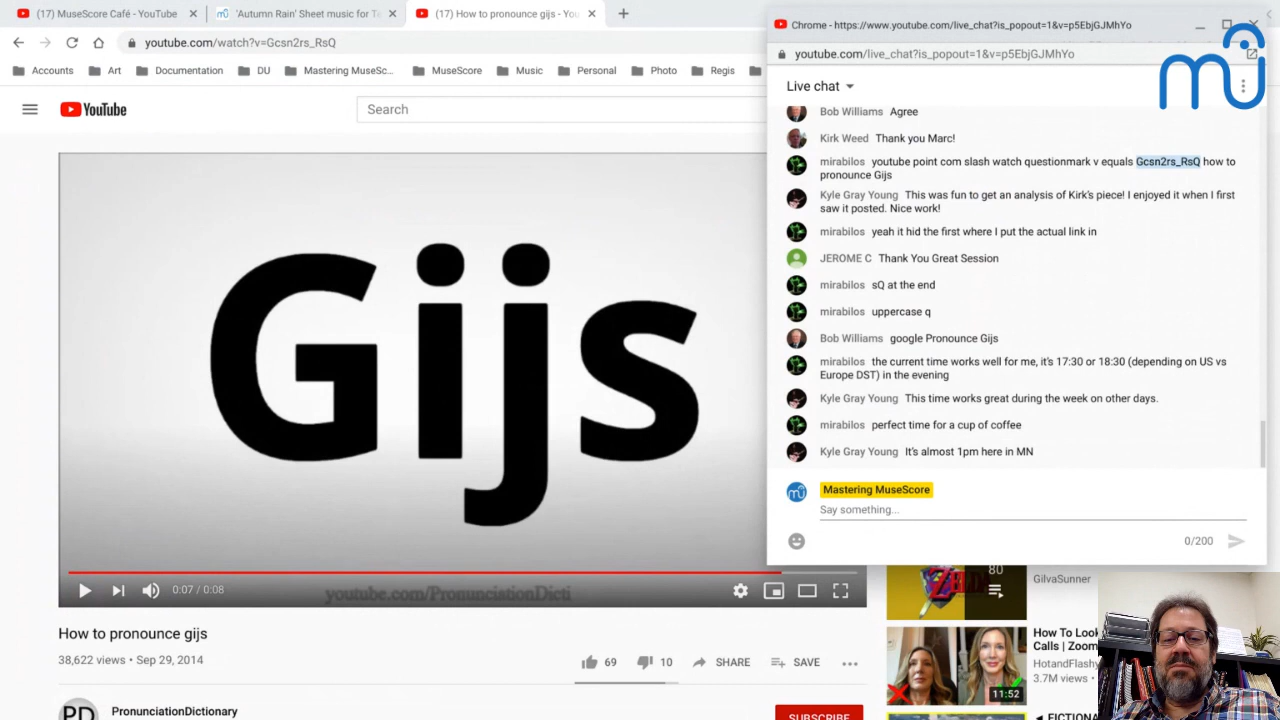 (17) MuseScore Café - YouTube
'Autumn Rain' Sheet music for Te
(17) How to pronounce gijs - You
youtube.com/watch?v=Gcsn2rs_RsQ
Accounts
Art
Documentation
DU
Mastering MuseSc...
MuseScore
Music
Personal
Photo
Regis
YouTube
Search
Gijs
0:07 / 0:08
youtube.com/PronunciationDicti
How to pronounce gijs
38,622 views • Sep 29, 2014
69
10
SHARE
SAVE
PD
PronunciationDictionary
SUBSCRIBE
Chrome - https://www.youtube.com/live_chat?is_popout=1&v=p5EbjGJMhYo
youtube.com/live_chat?is_popout=1&v=p5EbjGJMhYo
Live chat
Bob Williams Agree
Kirk Weed Thank you Marc!
mirabilos youtube point com slash watch questionmark v equals Gcsn2rs_RsQ how to
pronounce Gijs
Kyle Gray Young This was fun to get an analysis of Kirk's piece! I enjoyed it when I first
saw it posted. Nice work!
mirabilos yeah it hid the first where I put the actual link in
JEROME C Thank You Great Session
mirabilos sQ at the end
mirabilos uppercase q
Bob Williams google Pronounce Gijs
mirabilos the current time works well for me, it's 17:30 or 18:30 (depending on US vs
Europe DST) in the evening
Kyle Gray Young This time works great during the week on other days.
mirabilos perfect time for a cup of coffee
Kyle Gray Young It's almost 1pm here in MN
Mastering MuseScore
Say something...
0/200
80
ZELDA
GilvaSunner
How To Look
Calls | Zoom
HotandFlashy
3.7M views •
11:52
◄ FICTIONA